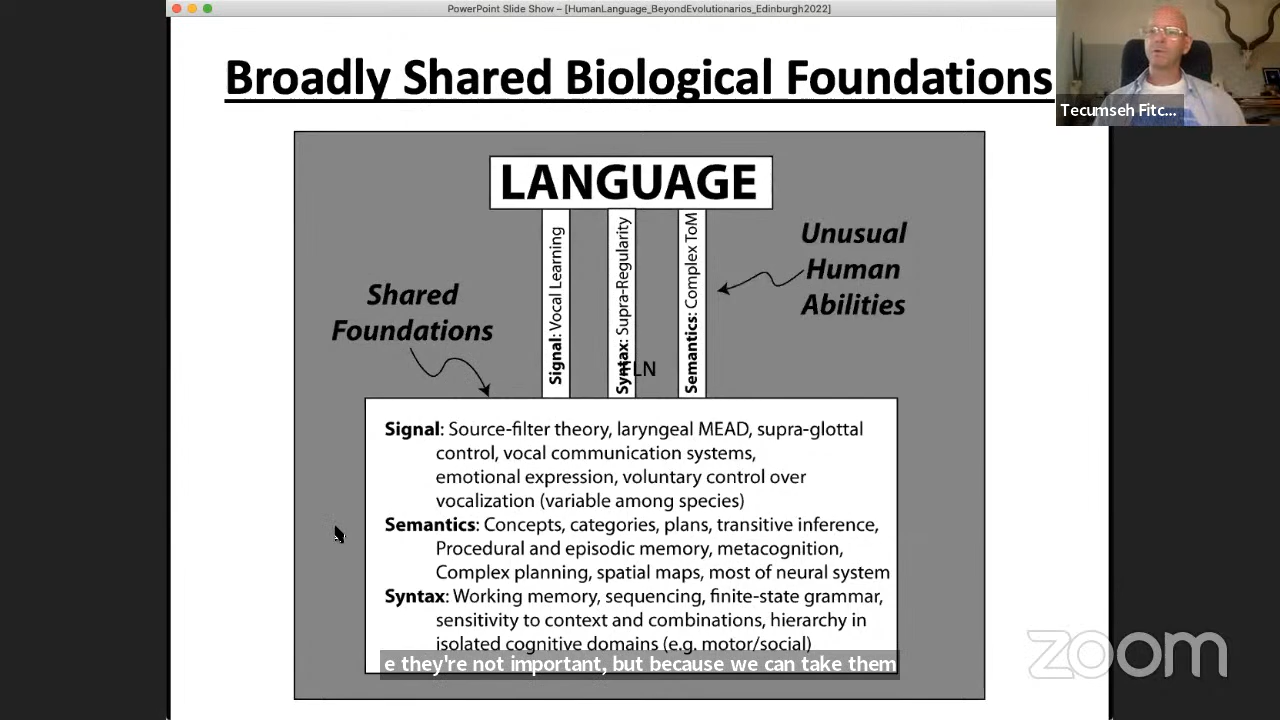 PowerPoint Slide Show – [HumanLanguage_BeyondEvolutionarios_Edinburgh2022]
Broadly Shared Biological Foundations
Tecumseh Fitc...
LANGUAGE
Signal: Vocal Learning
Syntax: Supra-Regularity
Semantics: Complex ToM
Unusual
Human
Abilities
Shared
Foundations
Signal: Source-filter theory, laryngeal MEAD, supra-glottal
control, vocal communication systems,
emotional expression, voluntary control over
vocalization (variable among species)
Semantics: Concepts, categories, plans, transitive inference,
Procedural and episodic memory, metacognition,
Complex planning, spatial maps, most of neural system
Syntax: Working memory, sequencing, finite-state grammar,
sensitivity to context and combinations, hierarchy in
isolated cognitive domains (e.g. motor/social)
e they're not important, but because we can take them
zoom